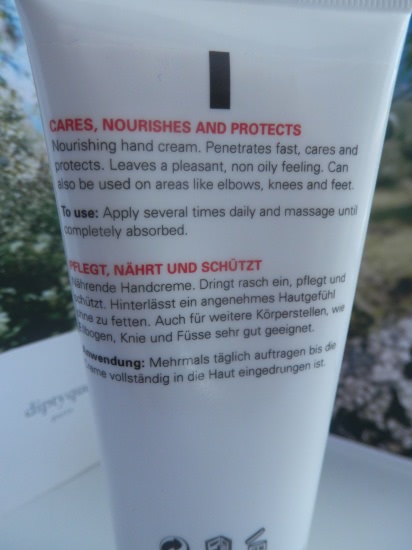 CARES, NOURISHES AND PROTECTS
Nourishing hand cream. Penetrates fast, cares and
protects. Leaves a pleasant, non oily feeling. Can
also be used on areas like elbows, knees and feet.
To use: Apply several times daily and massage until
completely absorbed.
PFLEGT, NÄHRT UND SCHÜTZT
Nährende Handcreme. Dringt rasch ein, pflegt und
schützt. Hinterlässt ein angenehmes Hautgefühl
ohne zu fetten. Auch für weitere Körperstellen, wie
Ellbogen, Knie und Füsse sehr gut geeignet.
Anwendung: Mehrmals täglich auftragen bis die
Creme vollständig in die Haut eingedrungen ist.
diptyque